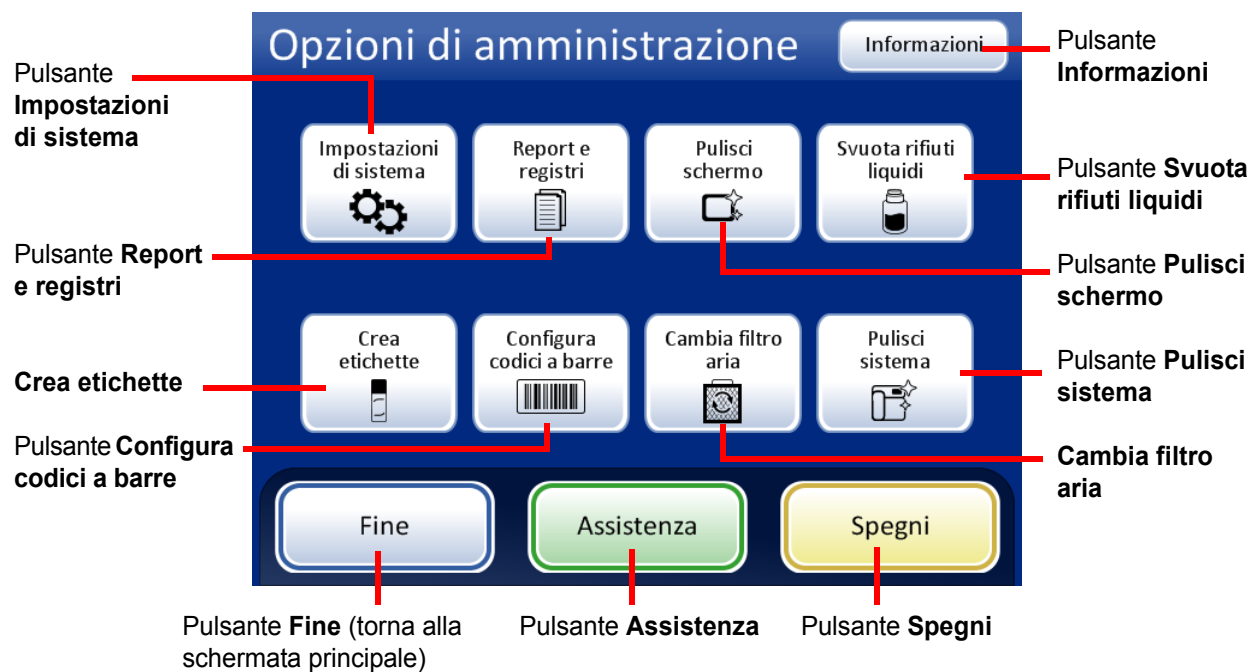 Opzioni di amministrazione
Informazioni
Pulsante
Informazioni
Pulsante
Impostazioni
di sistema
Impostazioni
di sistema
Report e
registri
Pulisci
schermo
Svuota rifiuti
liquidi
Pulsante Svuota
rifiuti liquidi
Pulsante Report
e registri
Pulsante Pulisci
schermo
Crea
etichette
Configura
codici a barre
Cambia filtro
aria
Pulisci
sistema
Crea etichette
Pulsante Pulisci
sistema
Pulsante Configura
codici a barre
Cambia filtro
aria
Fine
Assistenza
Spegni
Pulsante Fine (torna alla
schermata principale)
Pulsante Assistenza
Pulsante Spegni